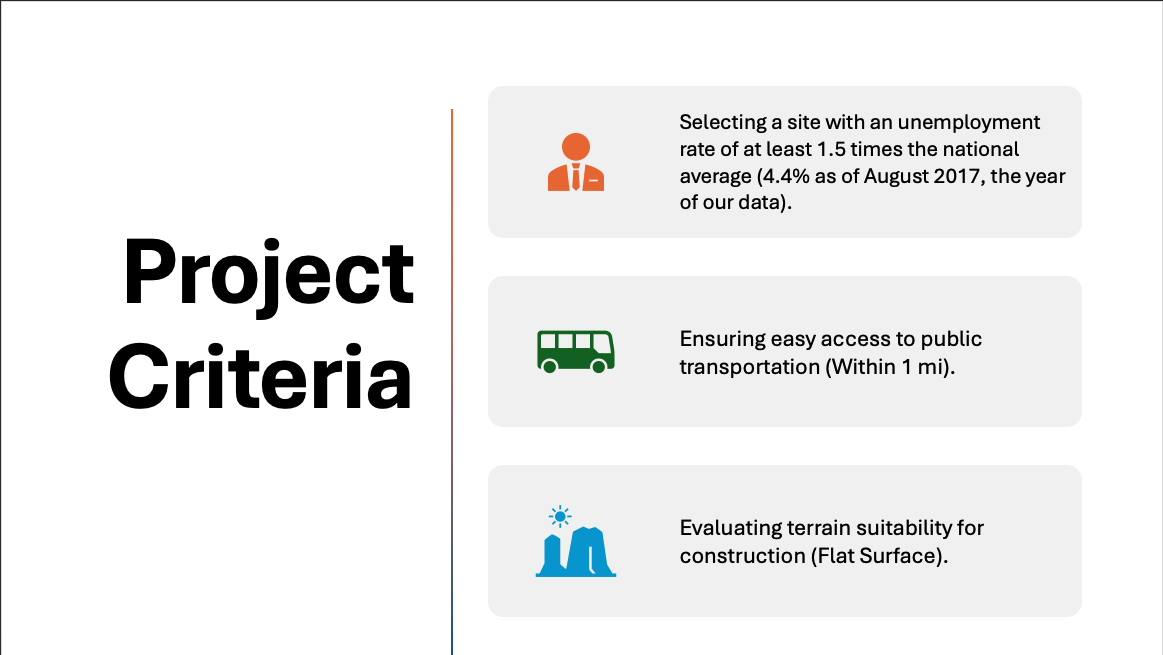 Project
Criteria
Selecting a site with an unemployment
rate of at least 1.5 times the national
average (4.4% as of August 2017, the year
of our data).
Ensuring easy access to public
transportation (Within 1 mi).
Evaluating terrain suitability for
construction (Flat Surface).